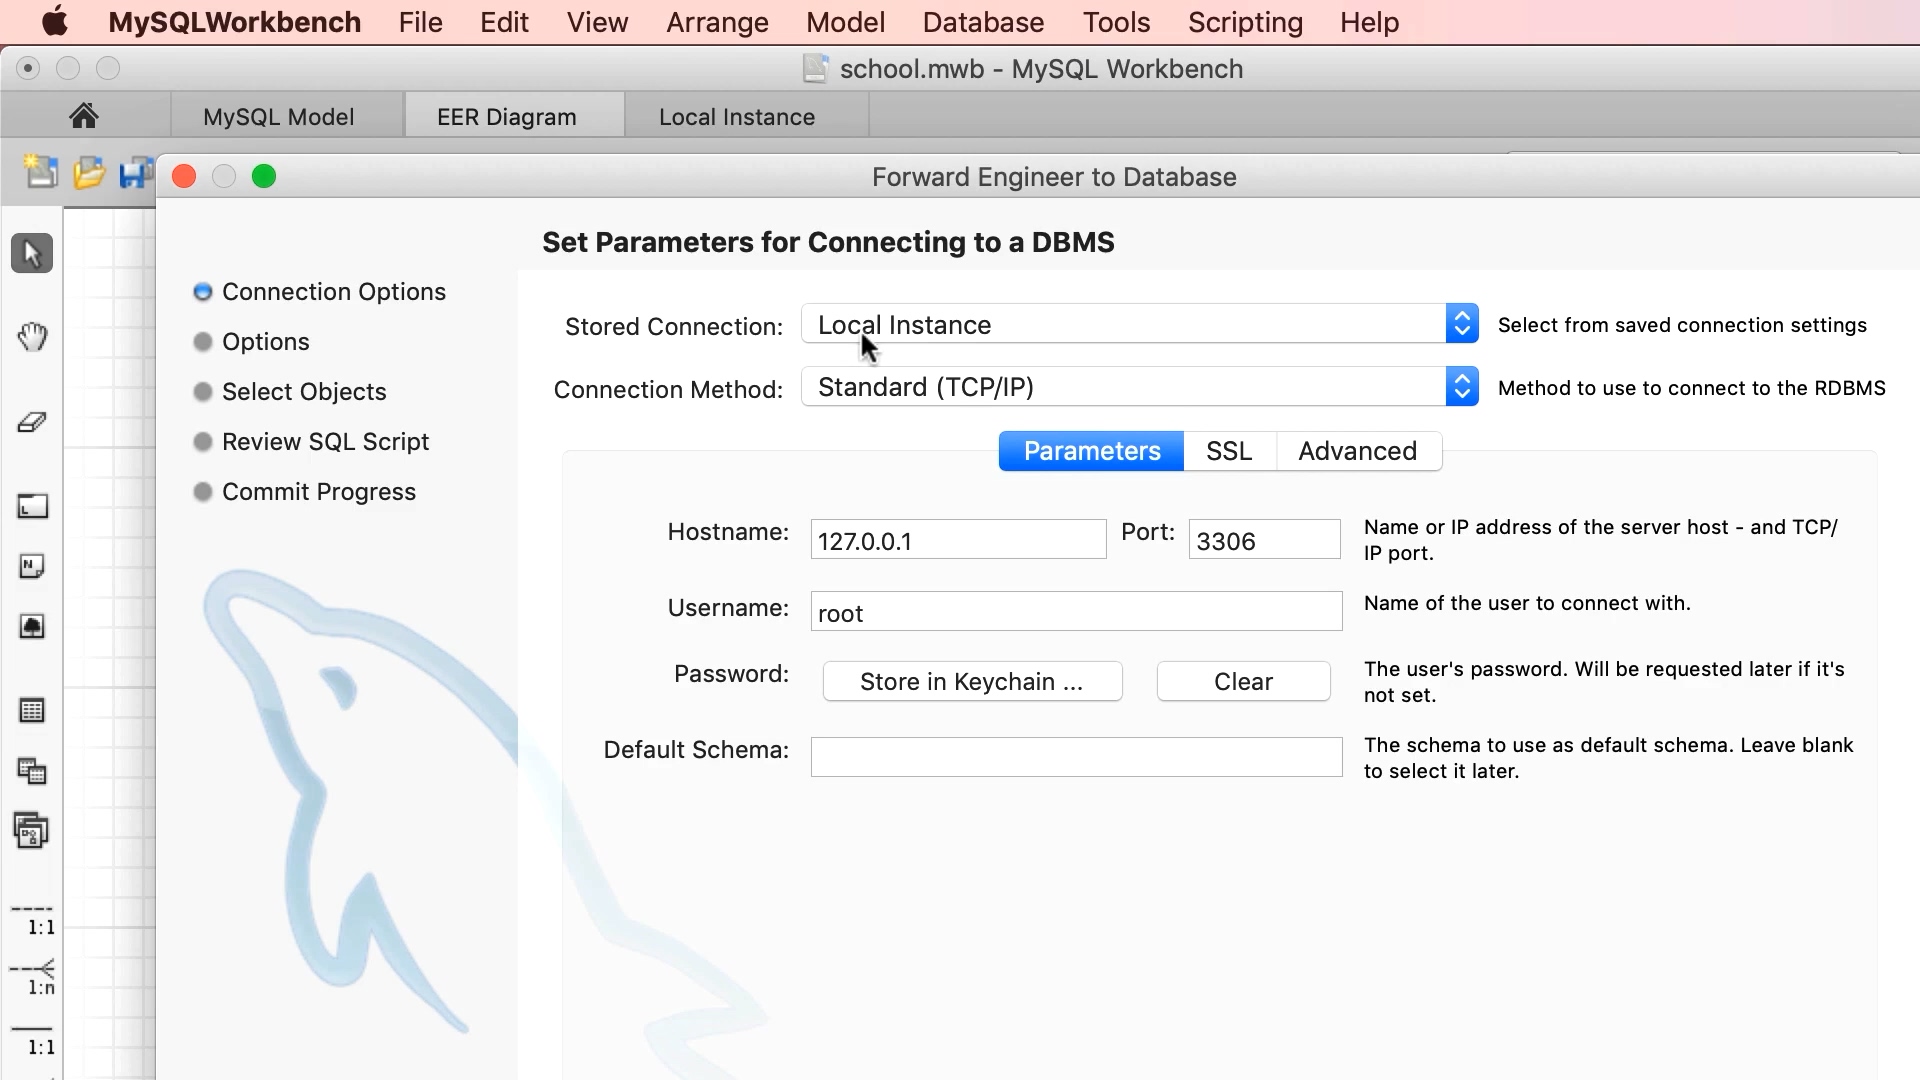 MySQLWorkbench File Edit View Arrange Model Database Tools Scripting Help
school.mwb - MySQL Workbench
MySQL Model EER Diagram Local Instance
Forward Engineer to Database
Set Parameters for Connecting to a DBMS
Connection Options
Options
Select Objects
Review SQL Script
Commit Progress
Stored Connection: Local Instance Select from saved connection settings
Connection Method: Standard (TCP/IP) Method to use to connect to the RDBMS
Parameters SSL Advanced
Hostname: 127.0.0.1 Port: 3306 Name or IP address of the server host - and TCP/
IP port.
Username: root Name of the user to connect with.
Password: Store in Keychain ... Clear The user's password. Will be requested later if it's
not set.
Default Schema: The schema to use as default schema. Leave blank
to select it later.
1:1
1:n
1:1